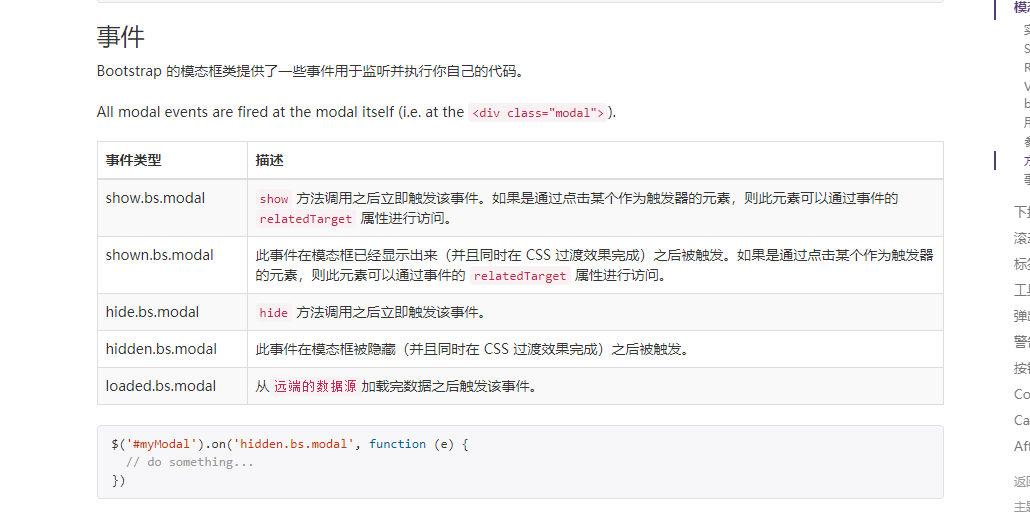 事件
Bootstrap 的模态框类提供了一些事件用于监听并执行你自己的代码。
All modal events are fired at the modal itself (i.e. at the <div class="modal">).
事件类型 描述
show.bs.modal show 方法调用之后立即触发该事件。如果是通过点击某个作为触发器的元素，则此元素可以通过事件的
relatedTarget 属性进行访问。
shown.bs.modal 此事件在模态框已经显示出来（并且同时在 CSS 过渡效果完成）之后被触发。如果是通过点击某个作为触发器
的元素，则此元素可以通过事件的 relatedTarget 属性进行访问。
hide.bs.modal hide 方法调用之后立即触发该事件。
hidden.bs.modal 此事件在模态框被隐藏（并且同时在 CSS 过渡效果完成）之后被触发。
loaded.bs.modal 从 远端的数据源 加载完数据之后触发该事件。
$('#myModal').on('hidden.bs.modal', function (e) {
// do something...
})
模态
下拉
滚动
标签
工具
弹出
警告
按钮
Co
Ca
Aff
返回
主题